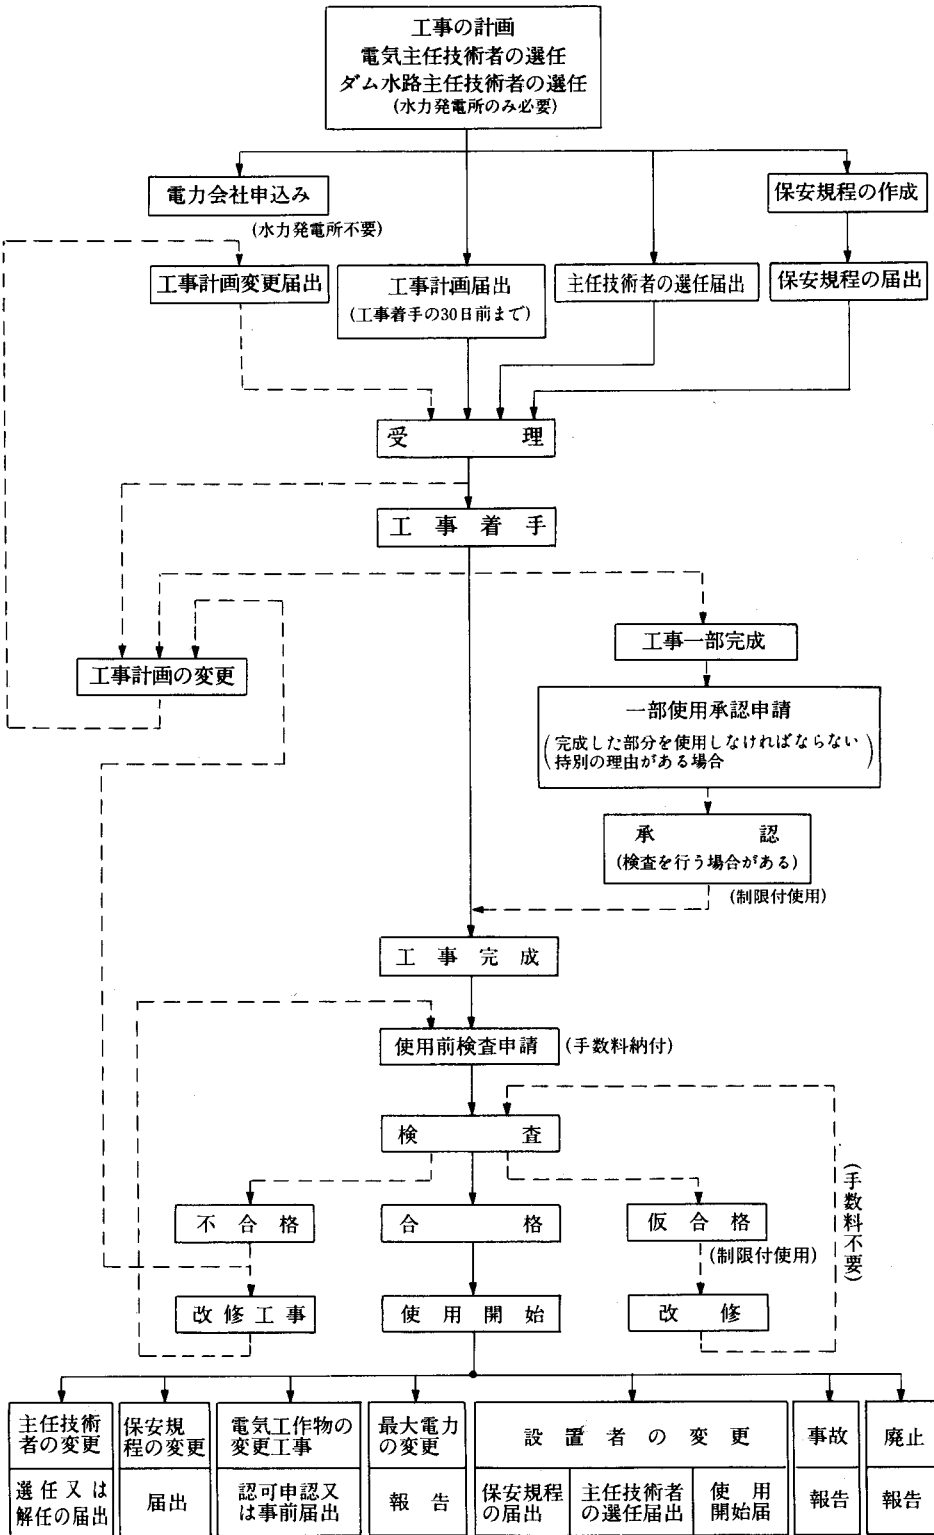 工事の計画
電気主任技術者の選任
ダム水路主任技術者の選任
(水力発電所のみ必要)
電力会社申込み
(水力発電所不要)
保安規程の作成
工事計画変更届出
工事計画届出
(工事着手の30日前まで)
主任技術者の選任届出
保安規程の届出
受理
工事着手
工事一部完成
工事計画の変更
一部使用承認申請
(完成した部分を使用しなければならない
持別の理由がある場合)
承認
(検査を行う場合がある)
(制限付使用)
工事完成
使用前検査申請
(手数料納付)
検査
(手数料不要)
不合格
合格
仮合格
(制限付使用)
改修工事
使用開始
改修
主任技術
者の変更
保安規
程の変更
電気工作物の
変更工事
最大電力
の変更
設置者の変更
事故
廃止
選任又は
解任の届出
届出
認可申認又
は事前届出
報告
保安規程
の届出
主任技術者
の選任届出
使用
開始届
報告
報告